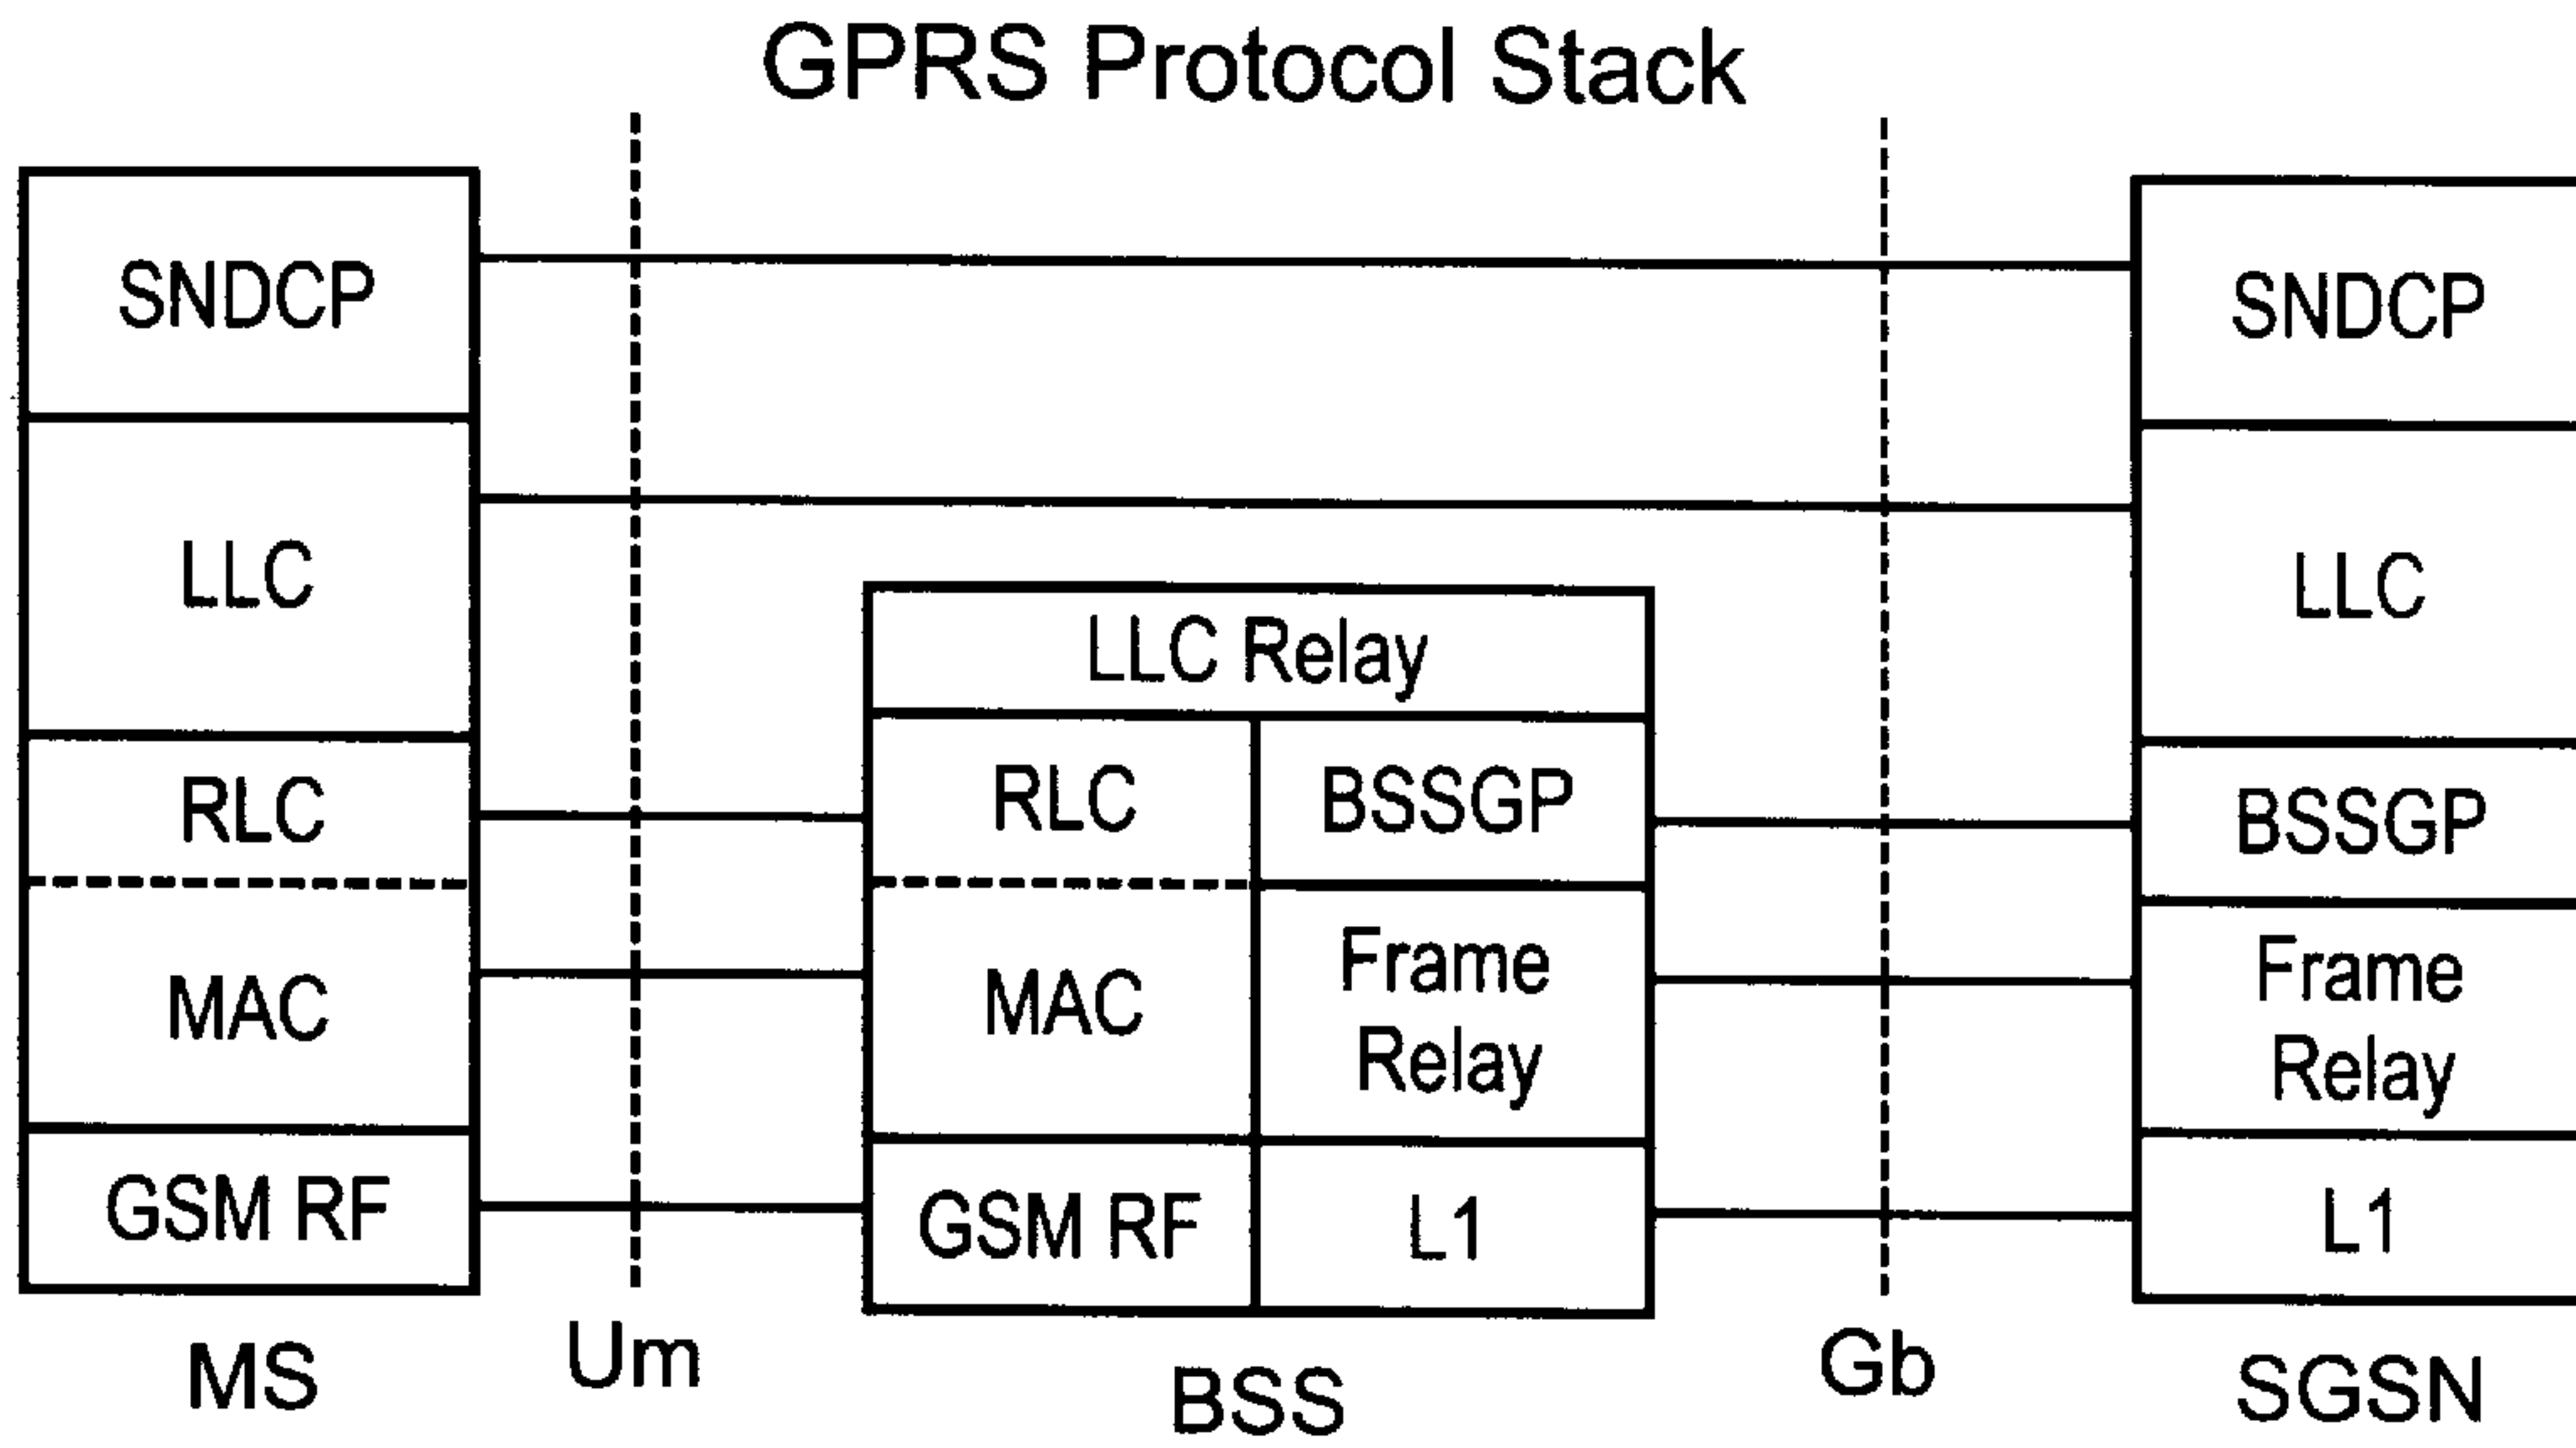 GPRS Protocol Stack
SNDCP
LLC
RLC
MAC
GSM RF
MS
Um
LLC Relay
RLC
BSSGP
MAC
Frame
Relay
GSM RF
L1
BSS
Gb
SNDCP
LLC
BSSGP
Frame
Relay
L1
SGSN